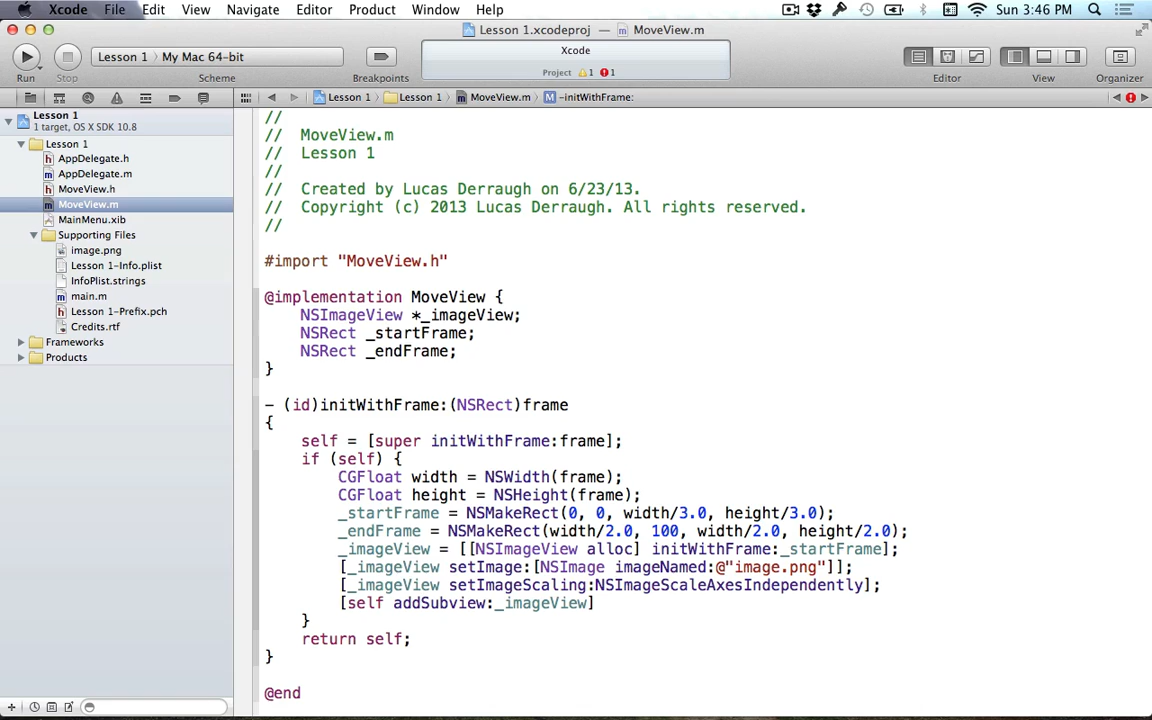 Xcode File Edit View Navigate Editor Product Window Help Sun 3:46 PM
Lesson 1.xcodeproj — MoveView.m
Lesson 1 〉 My Mac 64-bit
Xcode
Project 1 1
Run Stop Scheme Breakpoints Editor View Organizer
Lesson 1 Lesson 1 MoveView.m M -initWithFrame:
Lesson 1
1 target, OS X SDK 10.8
Lesson 1
h AppDelegate.h
m AppDelegate.m
h MoveView.h
m MoveView.m
MainMenu.xib
Supporting Files
image.png
Lesson 1-Info.plist
InfoPlist.strings
m main.m
h Lesson 1-Prefix.pch
Credits.rtf
Frameworks
Products
//
// MoveView.m
// Lesson 1
//
// Created by Lucas Derraugh on 6/23/13.
// Copyright (c) 2013 Lucas Derraugh. All rights reserved.
//
#import "MoveView.h"
@implementation MoveView {
NSImageView *_imageView;
NSRect _startFrame;
NSRect _endFrame;
}
- (id)initWithFrame:(NSRect)frame
{
self = [super initWithFrame:frame];
if (self) {
CGFloat width = NSWidth(frame);
CGFloat height = NSHeight(frame);
_startFrame = NSMakeRect(0, 0, width/3.0, height/3.0);
_endFrame = NSMakeRect(width/2.0, 100, width/2.0, height/2.0);
_imageView = [[NSImageView alloc] initWithFrame:_startFrame];
[_imageView setImage:[NSImage imageNamed:@"image.png"]];
[_imageView setImageScaling:NSImageScaleAxesIndependently];
[self addSubview:_imageView]
}
return self;
}
@end